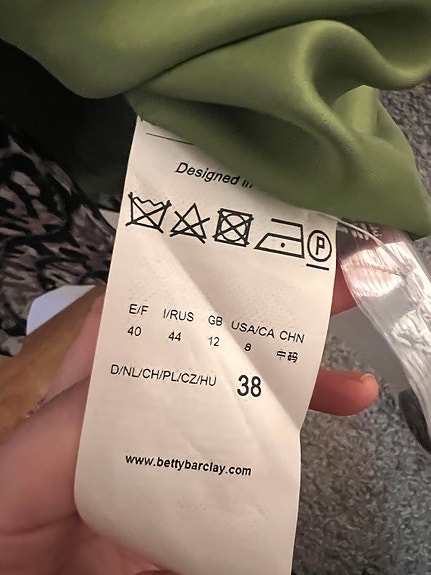 Designed in
P
E/F I/RUS GB USA/CA CHN
40 44 12 8 中码
D/NL/CH/PL/CZ/HU 38
www.bettybarclay.com